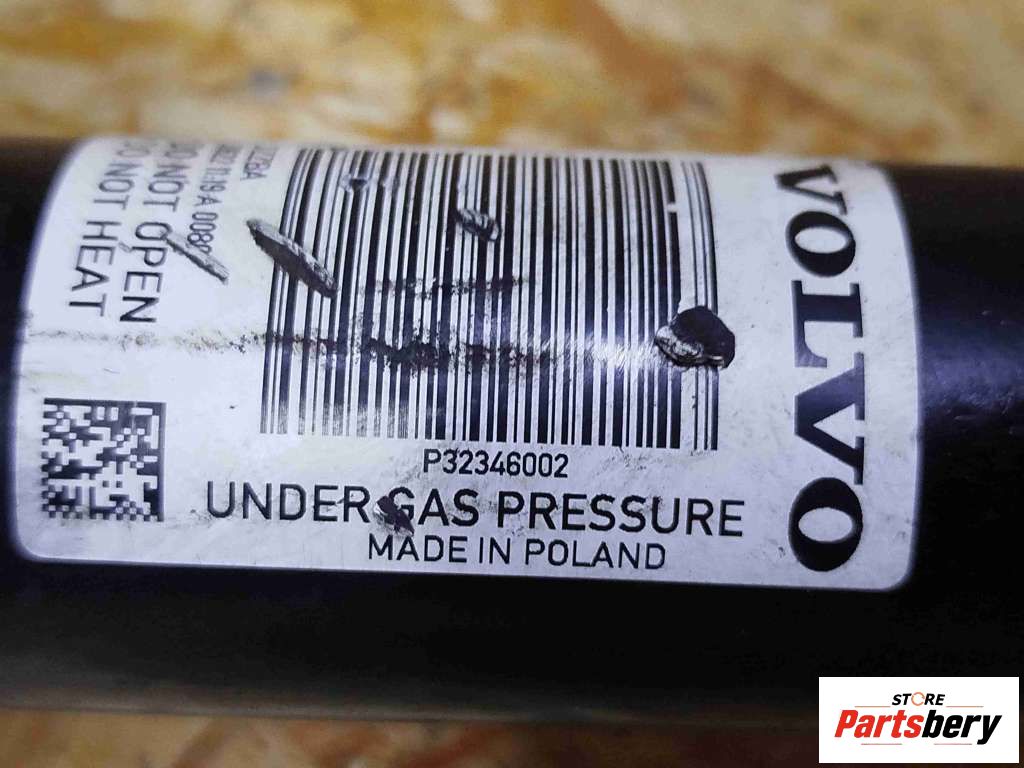 VOLVO
P32346002
UNDER GAS PRESSURE
MADE IN POLAND
DO NOT OPEN
DO NOT HEAT
STORE
Partsbery